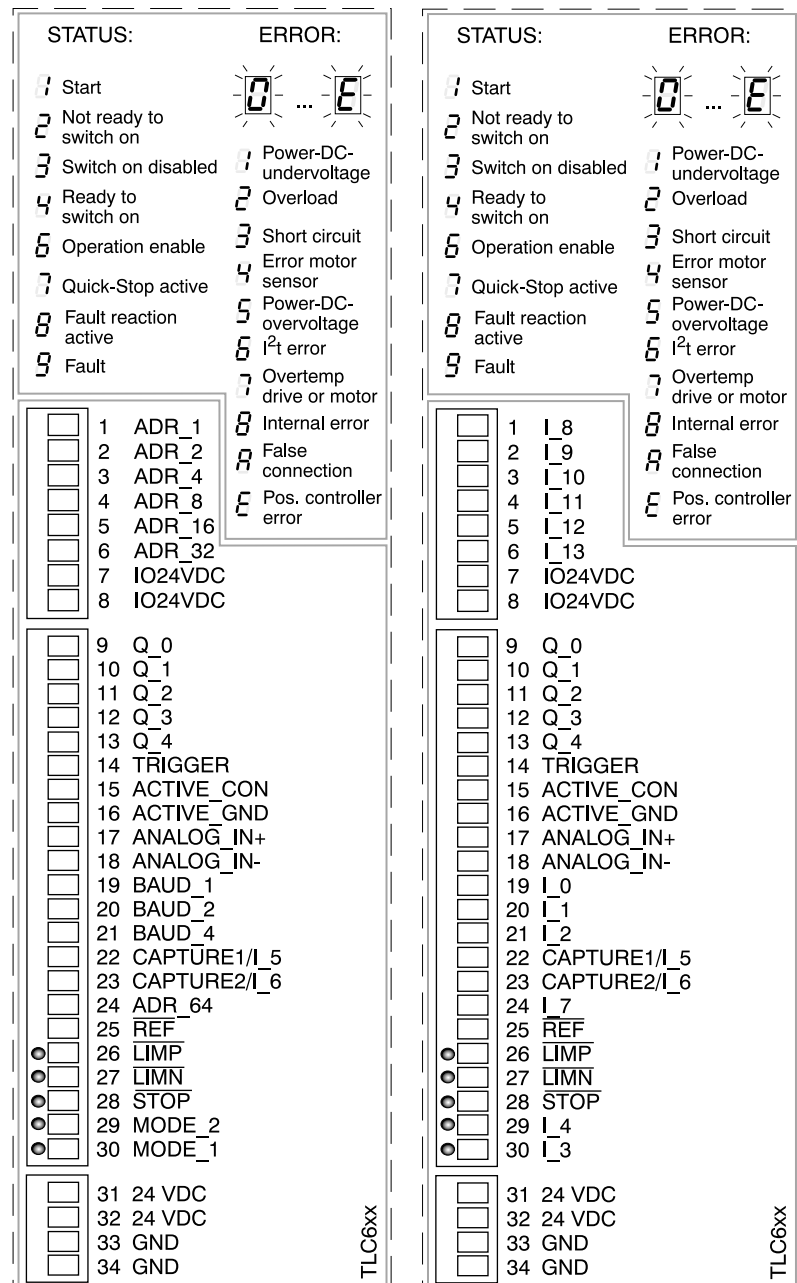 STATUS:
1 Start
2 Not ready to
switch on
3 Switch on disabled
4 Ready to
switch on
6 Operation enable
7 Quick-Stop active
8 Fault reaction
active
9 Fault
ERROR:
0 ... E
1 Power-DC-
undervoltage
2 Overload
3 Short circuit
4 Error motor
sensor
5 Power-DC-
overvoltage
6 I²t error
7 Overtemp
drive or motor
8 Internal error
A False
connection
E Pos. controller
error
1 ADR_1
2 ADR_2
3 ADR_4
4 ADR_8
5 ADR_16
6 ADR_32
7 IO24VDC
8 IO24VDC
9 Q_0
10 Q_1
11 Q_2
12 Q_3
13 Q_4
14 TRIGGER
15 ACTIVE_CON
16 ACTIVE_GND
17 ANALOG_IN+
18 ANALOG_IN-
19 BAUD_1
20 BAUD_2
21 BAUD_4
22 CAPTURE1/I_5
23 CAPTURE2/I_6
24 ADR_64
25 REF
26 LIMP
27 LIMN
28 STOP
29 MODE_2
30 MODE_1
31 24 VDC
32 24 VDC
33 GND
34 GND
TLC6xx
STATUS:
1 Start
2 Not ready to
switch on
3 Switch on disabled
4 Ready to
switch on
6 Operation enable
7 Quick-Stop active
8 Fault reaction
active
9 Fault
ERROR:
0 ... E
1 Power-DC-
undervoltage
2 Overload
3 Short circuit
4 Error motor
sensor
5 Power-DC-
overvoltage
6 I²t error
7 Overtemp
drive or motor
8 Internal error
A False
connection
E Pos. controller
error
1 I_8
2 I_9
3 I_10
4 I_11
5 I_12
6 I_13
7 IO24VDC
8 IO24VDC
9 Q_0
10 Q_1
11 Q_2
12 Q_3
13 Q_4
14 TRIGGER
15 ACTIVE_CON
16 ACTIVE_GND
17 ANALOG_IN+
18 ANALOG_IN-
19 I_0
20 I_1
21 I_2
22 CAPTURE1/I_5
23 CAPTURE2/I_6
24 I_7
25 REF
26 LIMP
27 LIMN
28 STOP
29 I_4
30 I_3
31 24 VDC
32 24 VDC
33 GND
34 GND
TLC6xx